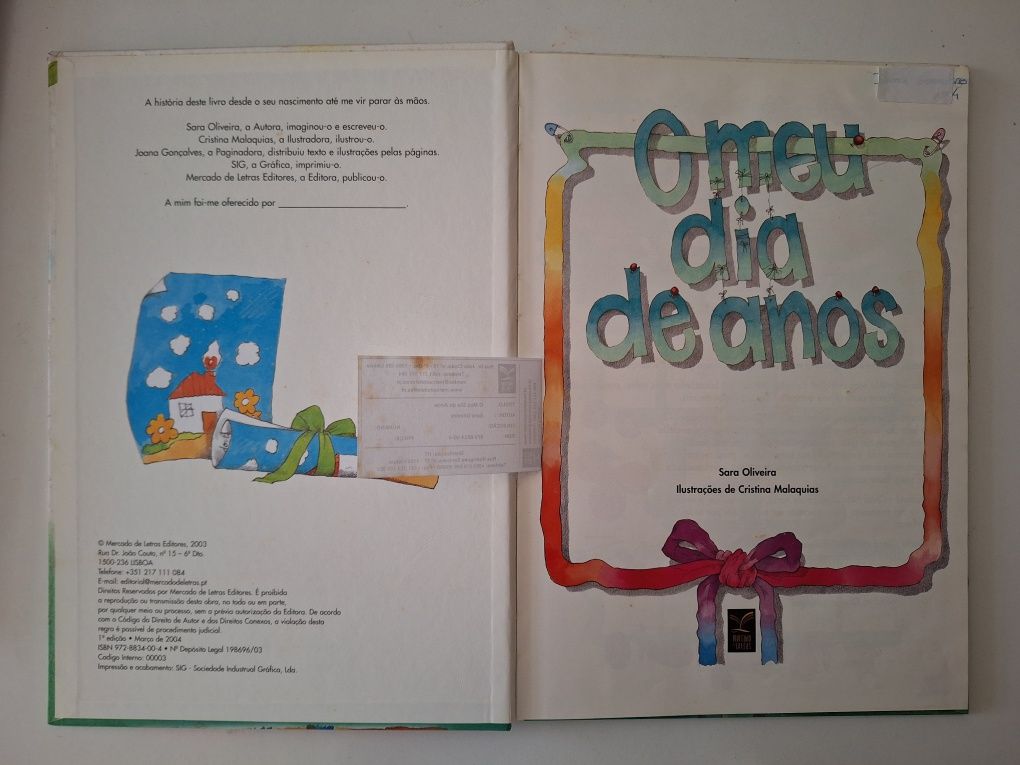 A história deste livro desde o seu nascimento até me vir parar às mãos.
Sara Oliveira, a Autora, imaginou-o e escreveu-o.
Cristina Malaquias, a Ilustradora, ilustrou-o.
Joana Gonçalves, a Paginadora, distribuiu texto e ilustrações pelas páginas.
SIG, a Gráfica, imprimiu-o.
Mercado de Letras Editores, a Editora, publicou-o.
A mim foi-me oferecido por ________________________.
© Mercado de Letras Editores, 2003
Rua Dr. João Couto, nº 15 – 6º Dto.
1500-236 LISBOA
Telefone: +351 217 111 084
E-mail: editorial@mercadodeletras.pt
Direitos Reservados por Mercado de Letras Editores. É proibida
a reprodução ou transmissão desta obra, no todo ou em parte,
por qualquer meio ou processo, sem a prévia autorização da Editora. De acordo
com o Código do Direito de Autor e dos Direitos Conexos, a violação desta
regra é passível de procedimento judicial.
1ª edição • Março de 2004
ISBN 972-8834-00-4 • Nº Depósito Legal 198696/03
Codigo Interno: 00003
Impressão e acabamento: SIG - Sociedade Industrual Gráfica, Lda.
O meu
dia
de anos
Sara Oliveira
Ilustrações de Cristina Malaquias
MERCADO
DE LETRAS